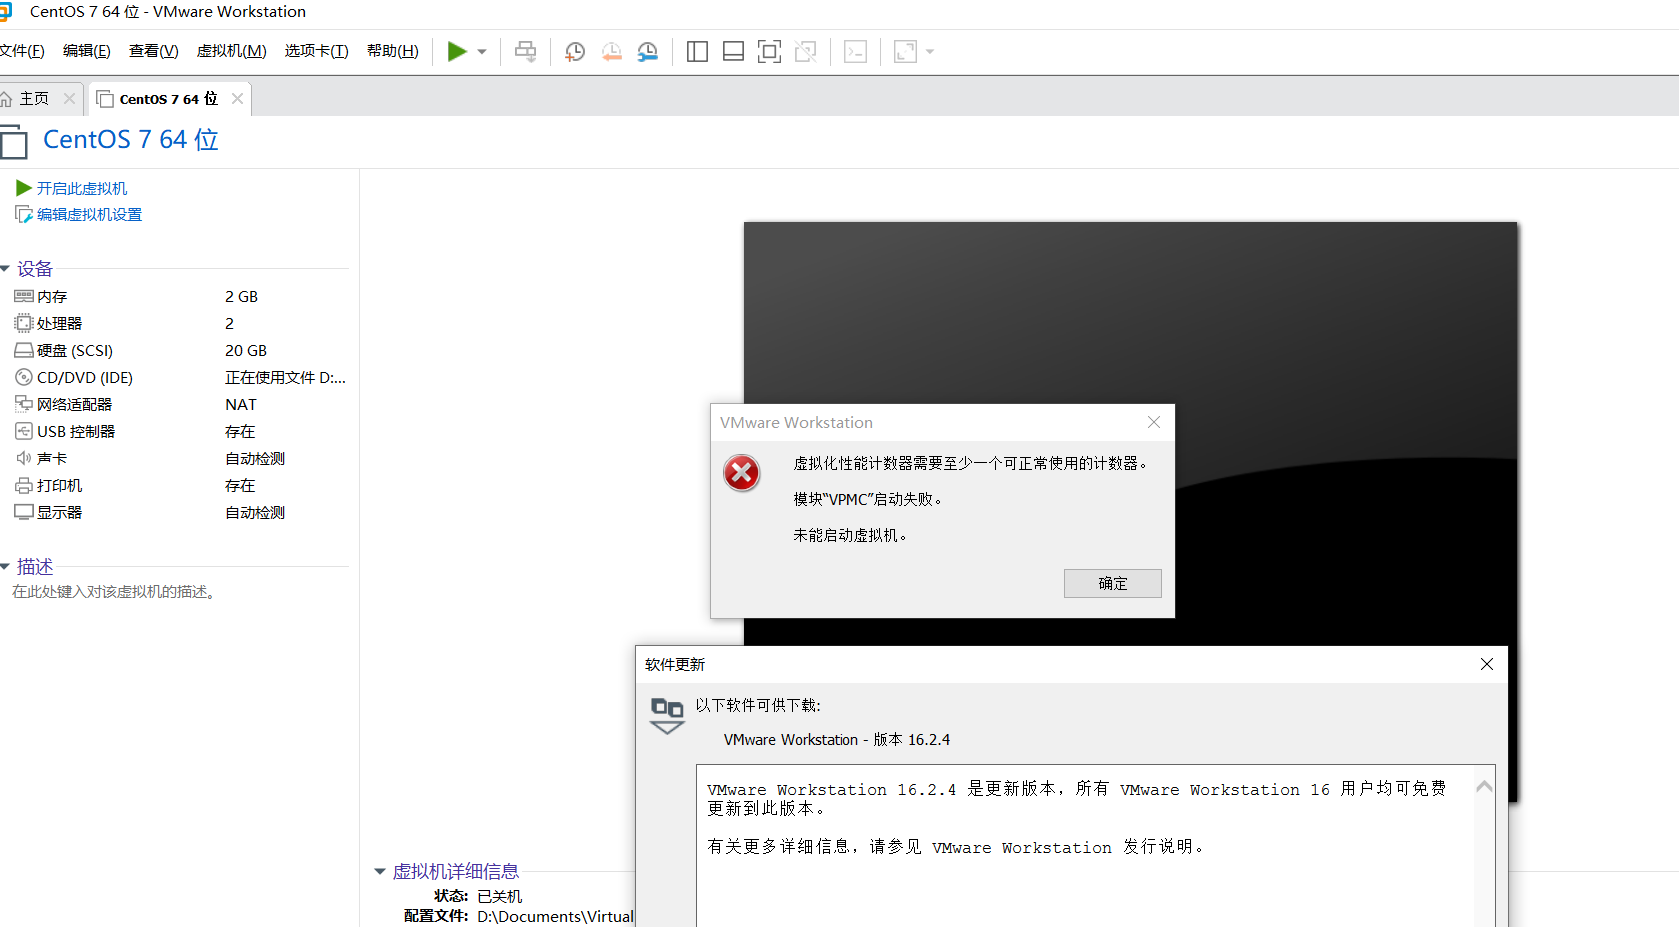 CentOS 7 64 位 - VMware Workstation
文件(F) 编辑(E) 查看(V) 虚拟机(M) 选项卡(T) 帮助(H)
主页 CentOS 7 64 位
CentOS 7 64 位
开启此虚拟机
编辑虚拟机设置
设备
内存 2 GB
处理器 2
硬盘 (SCSI) 20 GB
CD/DVD (IDE) 正在使用文件 D:...
网络适配器 NAT
USB 控制器 存在
声卡 自动检测
打印机 存在
显示器 自动检测
描述
在此处键入对该虚拟机的描述。
VMware Workstation
虚拟化性能计数器需要至少一个可正常使用的计数器。
模块“VPMC”启动失败。
未能启动虚拟机。
确定
软件更新
以下软件可供下载:
VMware Workstation - 版本 16.2.4
VMware Workstation 16.2.4 是更新版本，所有 VMware Workstation 16 用户均可免费
更新到此版本。
有关更多详细信息，请参见 VMware Workstation 发行说明。
虚拟机详细信息
状态: 已关机
配置文件: D:\Documents\Virtual